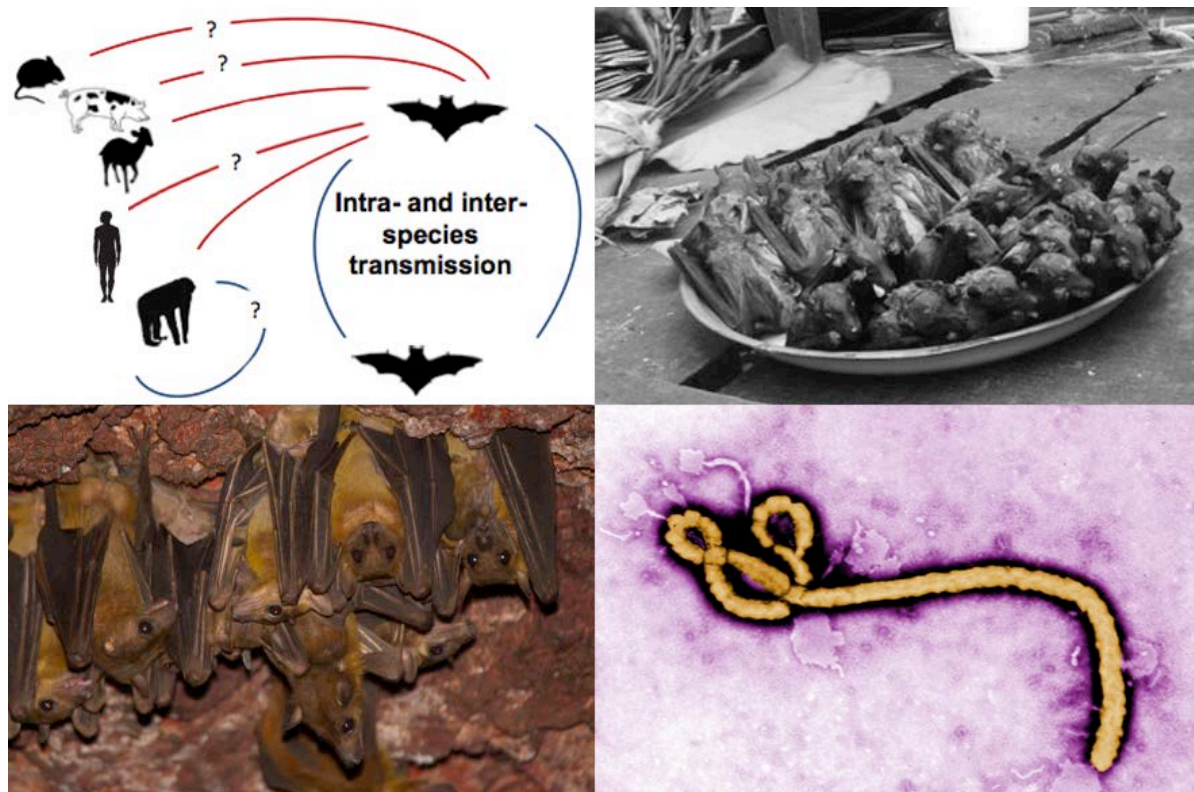 ?
?
?
?
Intra- and inter-
species
transmission